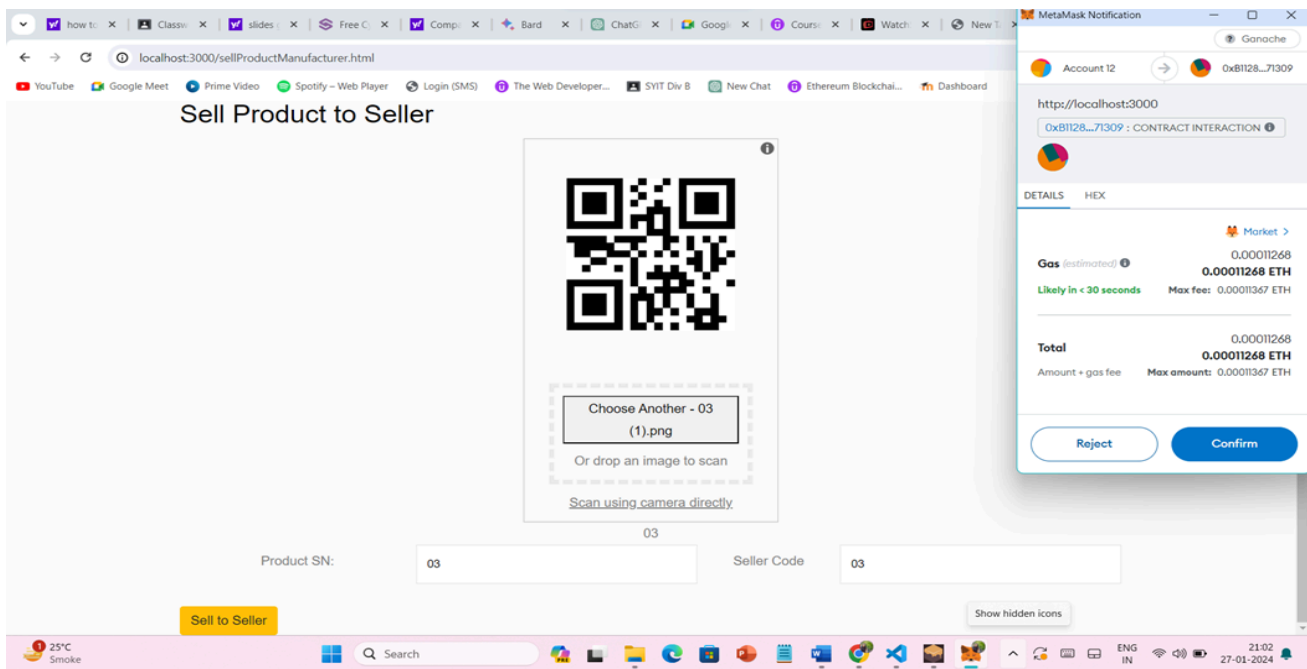 how to
Classw
slides
Free C
Comp
Bard
ChatG
Googl
Cours
Watch
New T
localhost:3000/sellProductManufacturer.html
YouTube
Google Meet
Prime Video
Spotify – Web Player
Login (SMS)
The Web Developer...
SYIT Div B
New Chat
Ethereum Blockchai...
Dashboard
Sell Product to Seller
Choose Another - 03
(1).png
Or drop an image to scan
Scan using camera directly
03
Product SN:
03
Seller Code
03
Sell to Seller
MetaMask Notification
Ganache
Account 12
0xB1128...71309
http://localhost:3000
0xB1128...71309 : CONTRACT INTERACTION
DETAILS HEX
Market >
0.00011268
Gas (estimated) 0.00011268 ETH
Likely in < 30 seconds Max fee: 0.00011367 ETH
0.00011268
Total 0.00011268 ETH
Amount + gas fee Max amount: 0.00011367 ETH
Reject
Confirm
Show hidden icons
1
25°C
Smoke
Search
PRE
ENG
IN
21:02
27-01-2024